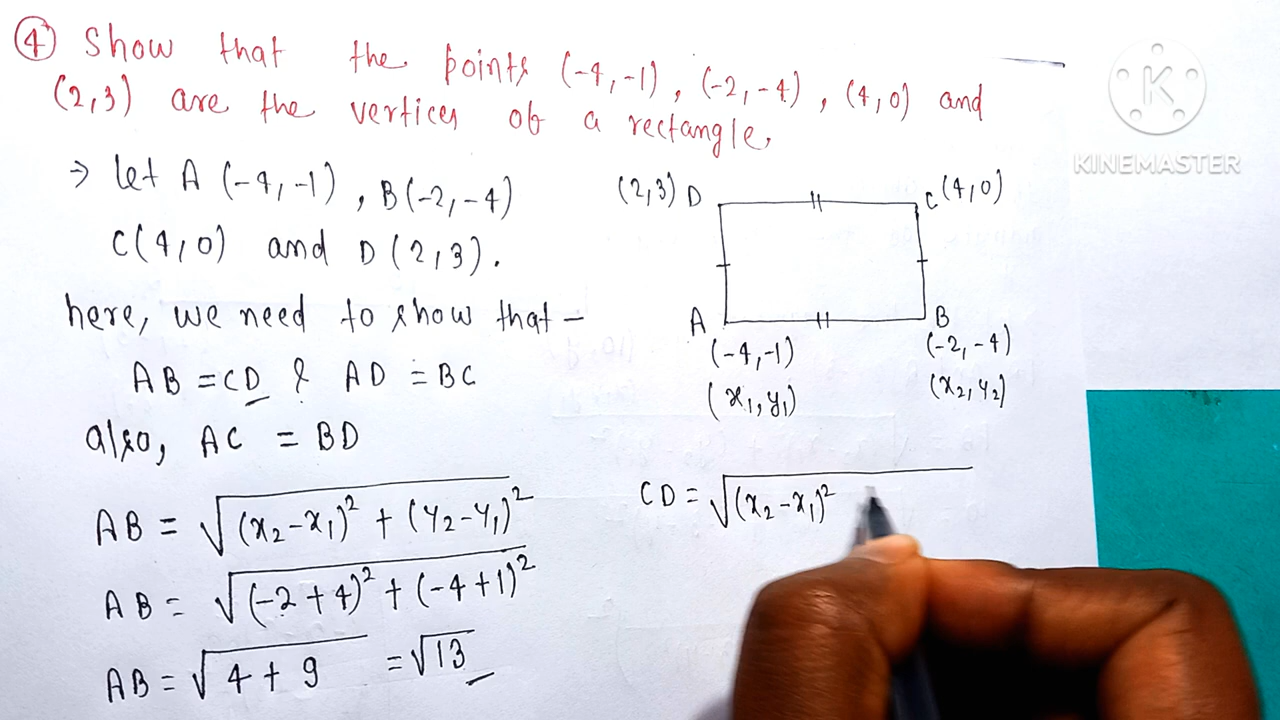 ④ Show that the points (-4,-1), (-2,-4), (4,0) and
(2,3) are the vertices of a rectangle.
⇒ let A (-4,-1), B(-2,-4)
C(4,0) and D(2,3).
here, we need to show that –
AB = CD & AD = BC
also, AC = BD
AB = √(x₂-x₁)² + (y₂-y₁)²
AB = √(-2+4)² + (-4+1)²
AB = √4+9 = √13
K
KINEMASTER
(2,3) D
C (4,0)
A
B
(-4,-1)
(-2,-4)
(x₁,y₁)
(x₂,y₂)
CD = √(x₂-x₁)²